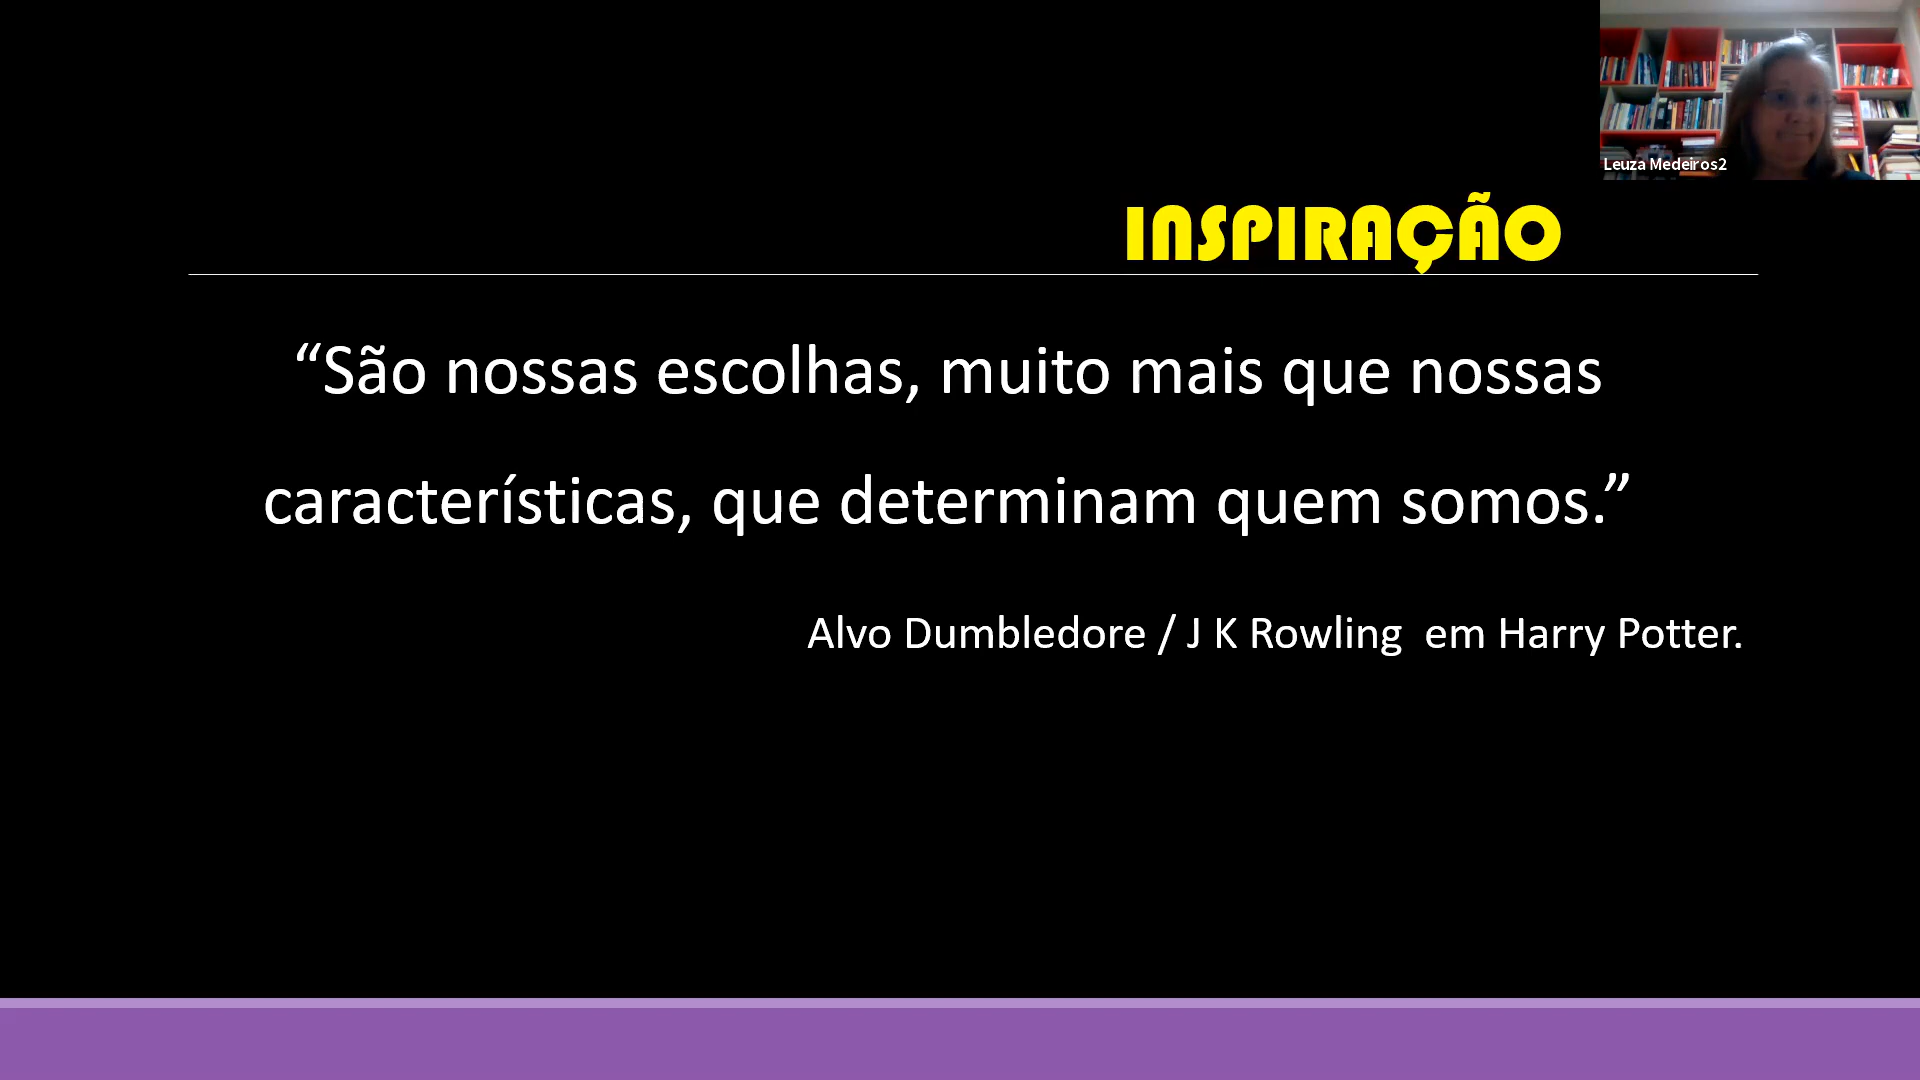 Leuza Medeiros2
INSPIRAÇÃO
“São nossas escolhas, muito mais que nossas
características, que determinam quem somos.”
Alvo Dumbledore / J K Rowling  em Harry Potter.